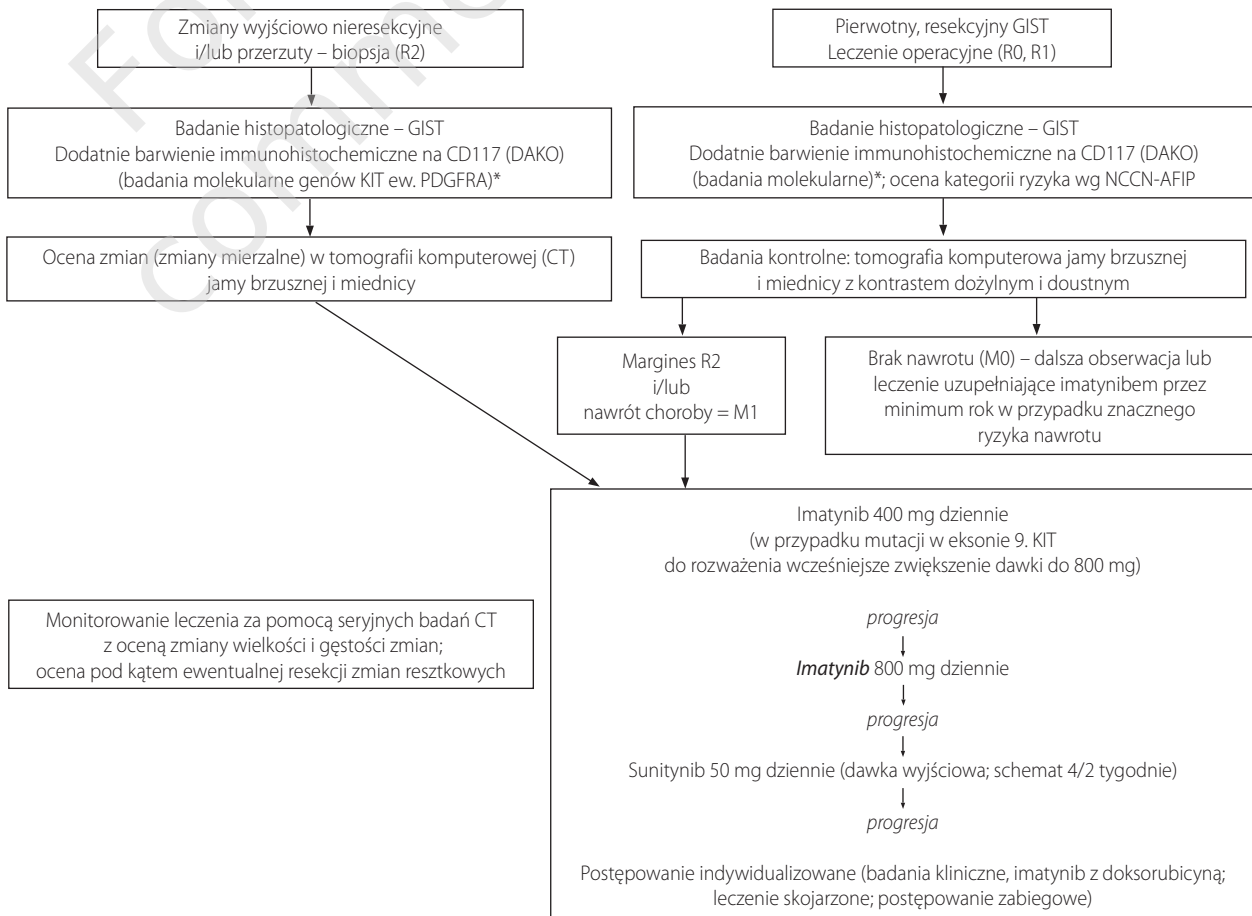 Zmiany wyjściowo nieresekcyjne
i/lub przerzuty – biopsja (R2)
Pierwotny, resekcyjny GIST
Leczenie operacyjne (R0, R1)
Badanie histopatologiczne – GIST
Dodatnie barwienie immunohistochemiczne na CD117 (DAKO)
(badania molekularne genów KIT ew. PDGFRA)*
Badanie histopatologiczne – GIST
Dodatnie barwienie immunohistochemiczne na CD117 (DAKO)
(badania molekularne)*; ocena kategorii ryzyka wg NCCN-AFIP
Ocena zmian (zmiany mierzalne) w tomografii komputerowej (CT)
jamy brzusznej i miednicy
Badania kontrolne: tomografia komputerowa jamy brzusznej
i miednicy z kontrastem dożylnym i doustnym
Margines R2
i/lub
nawrót choroby = M1
Brak nawrotu (M0) – dalsza obserwacja lub
leczenie uzupełniające imatynibem przez
minimum rok w przypadku znacznego
ryzyka nawrotu
Imatynib 400 mg dziennie
(w przypadku mutacji w eksonie 9. KIT
do rozważenia wcześniejsze zwiększenie dawki do 800 mg)
Monitorowanie leczenia za pomocą seryjnych badań CT
z oceną zmiany wielkości i gęstości zmian;
ocena pod kątem ewentualnej resekcji zmian resztkowych
progresja
Imatynib 800 mg dziennie
progresja
Sunitynib 50 mg dziennie (dawka wyjściowa; schemat 4/2 tygodnie)
progresja
Postępowanie indywidualizowane (badania kliniczne, imatynib z doksorubicyną;
leczenie skojarzone; postępowanie zabiegowe)